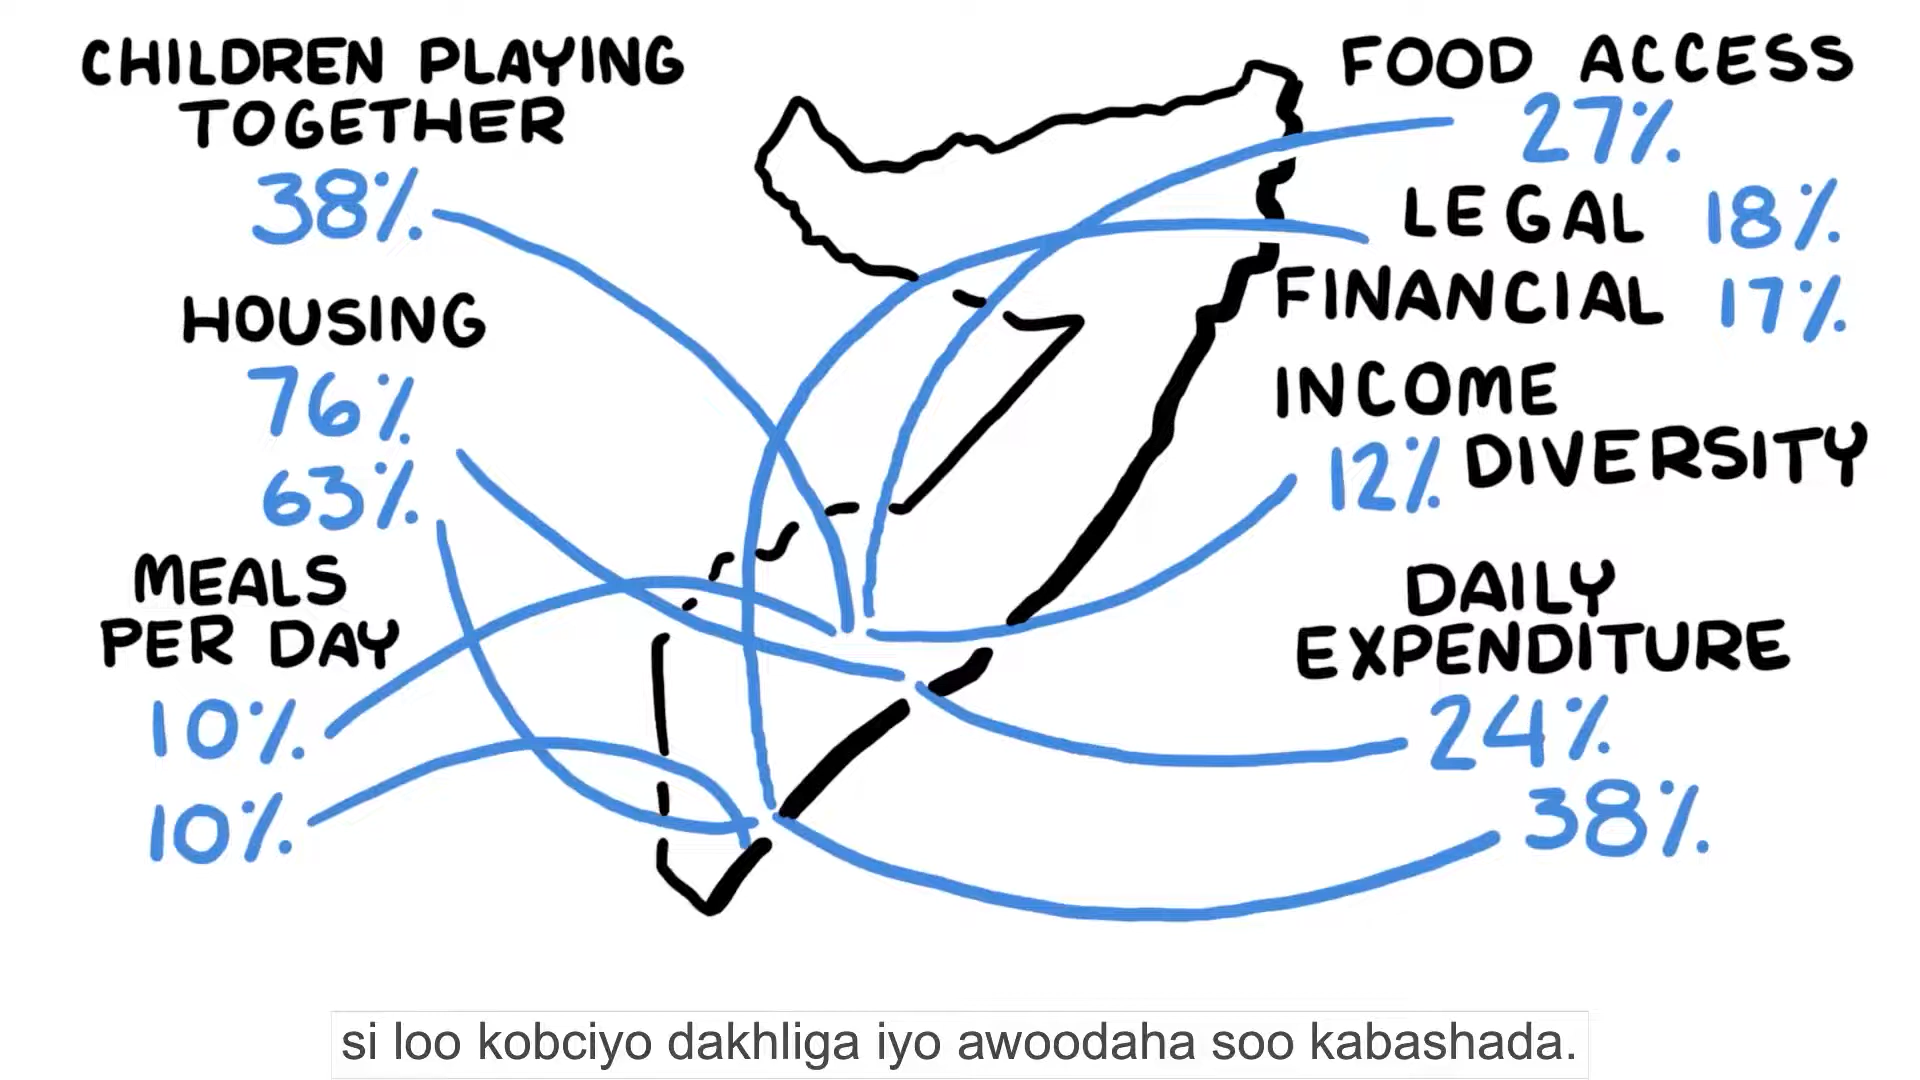 CHILDREN PLAYING
TOGETHER
38%
HOUSING
76%
63%
MEALS
PER DAY
10%
10%
FOOD ACCESS
27%
LEGAL 18%
FINANCIAL 17%
INCOME
12% DIVERSITY
DAILY
EXPENDITURE
24%
38%
si loo kobciyo dakhliga iyo awoodaha soo kabashada.